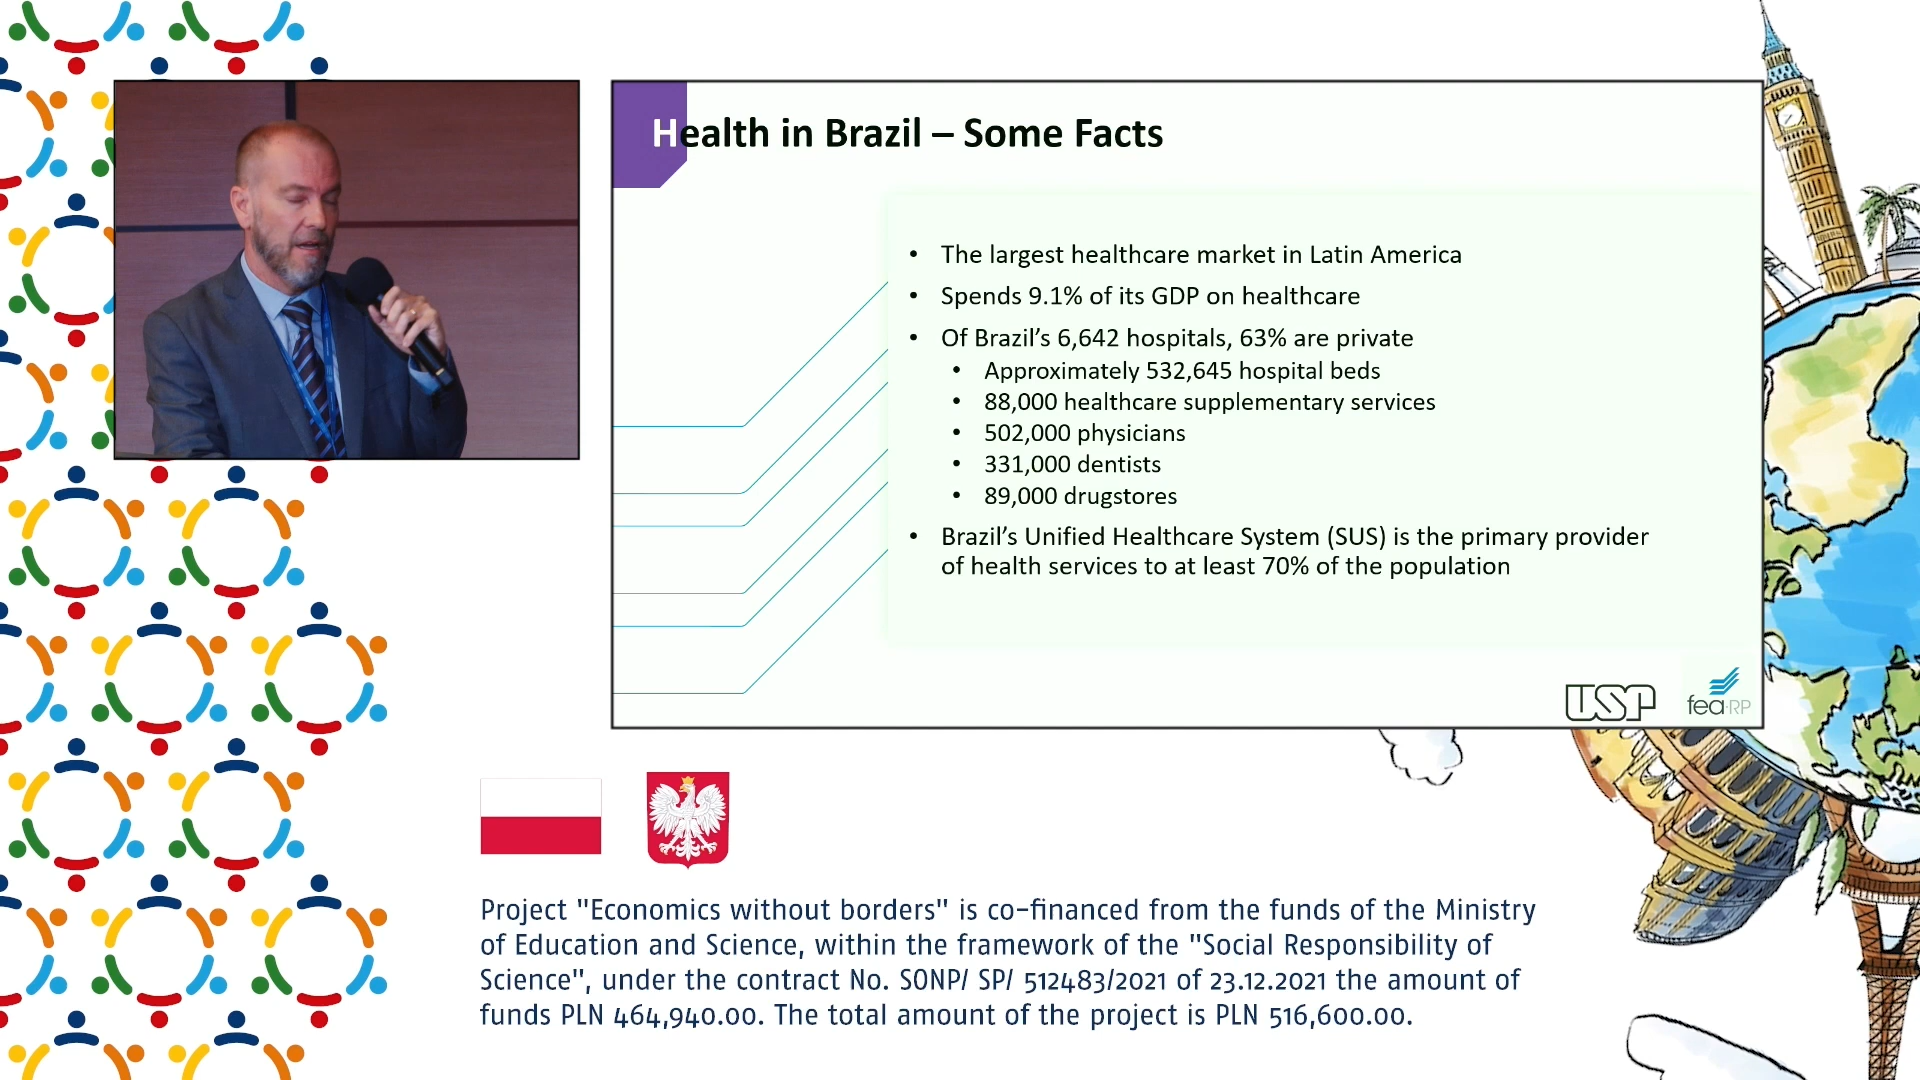 Health in Brazil – Some Facts
• The largest healthcare market in Latin America
• Spends 9.1% of its GDP on healthcare
• Of Brazil’s 6,642 hospitals, 63% are private
• Approximately 532,645 hospital beds
• 88,000 healthcare supplementary services
• 502,000 physicians
• 331,000 dentists
• 89,000 drugstores
• Brazil’s Unified Healthcare System (SUS) is the primary provider
of health services to at least 70% of the population
USP
fea-RP
Project "Economics without borders" is co-financed from the funds of the Ministry
of Education and Science, within the framework of the "Social Responsibility of
Science", under the contract No. SONP/ SP/ 512483/2021 of 23.12.2021 the amount of
funds PLN 464,940.00. The total amount of the project is PLN 516,600.00.